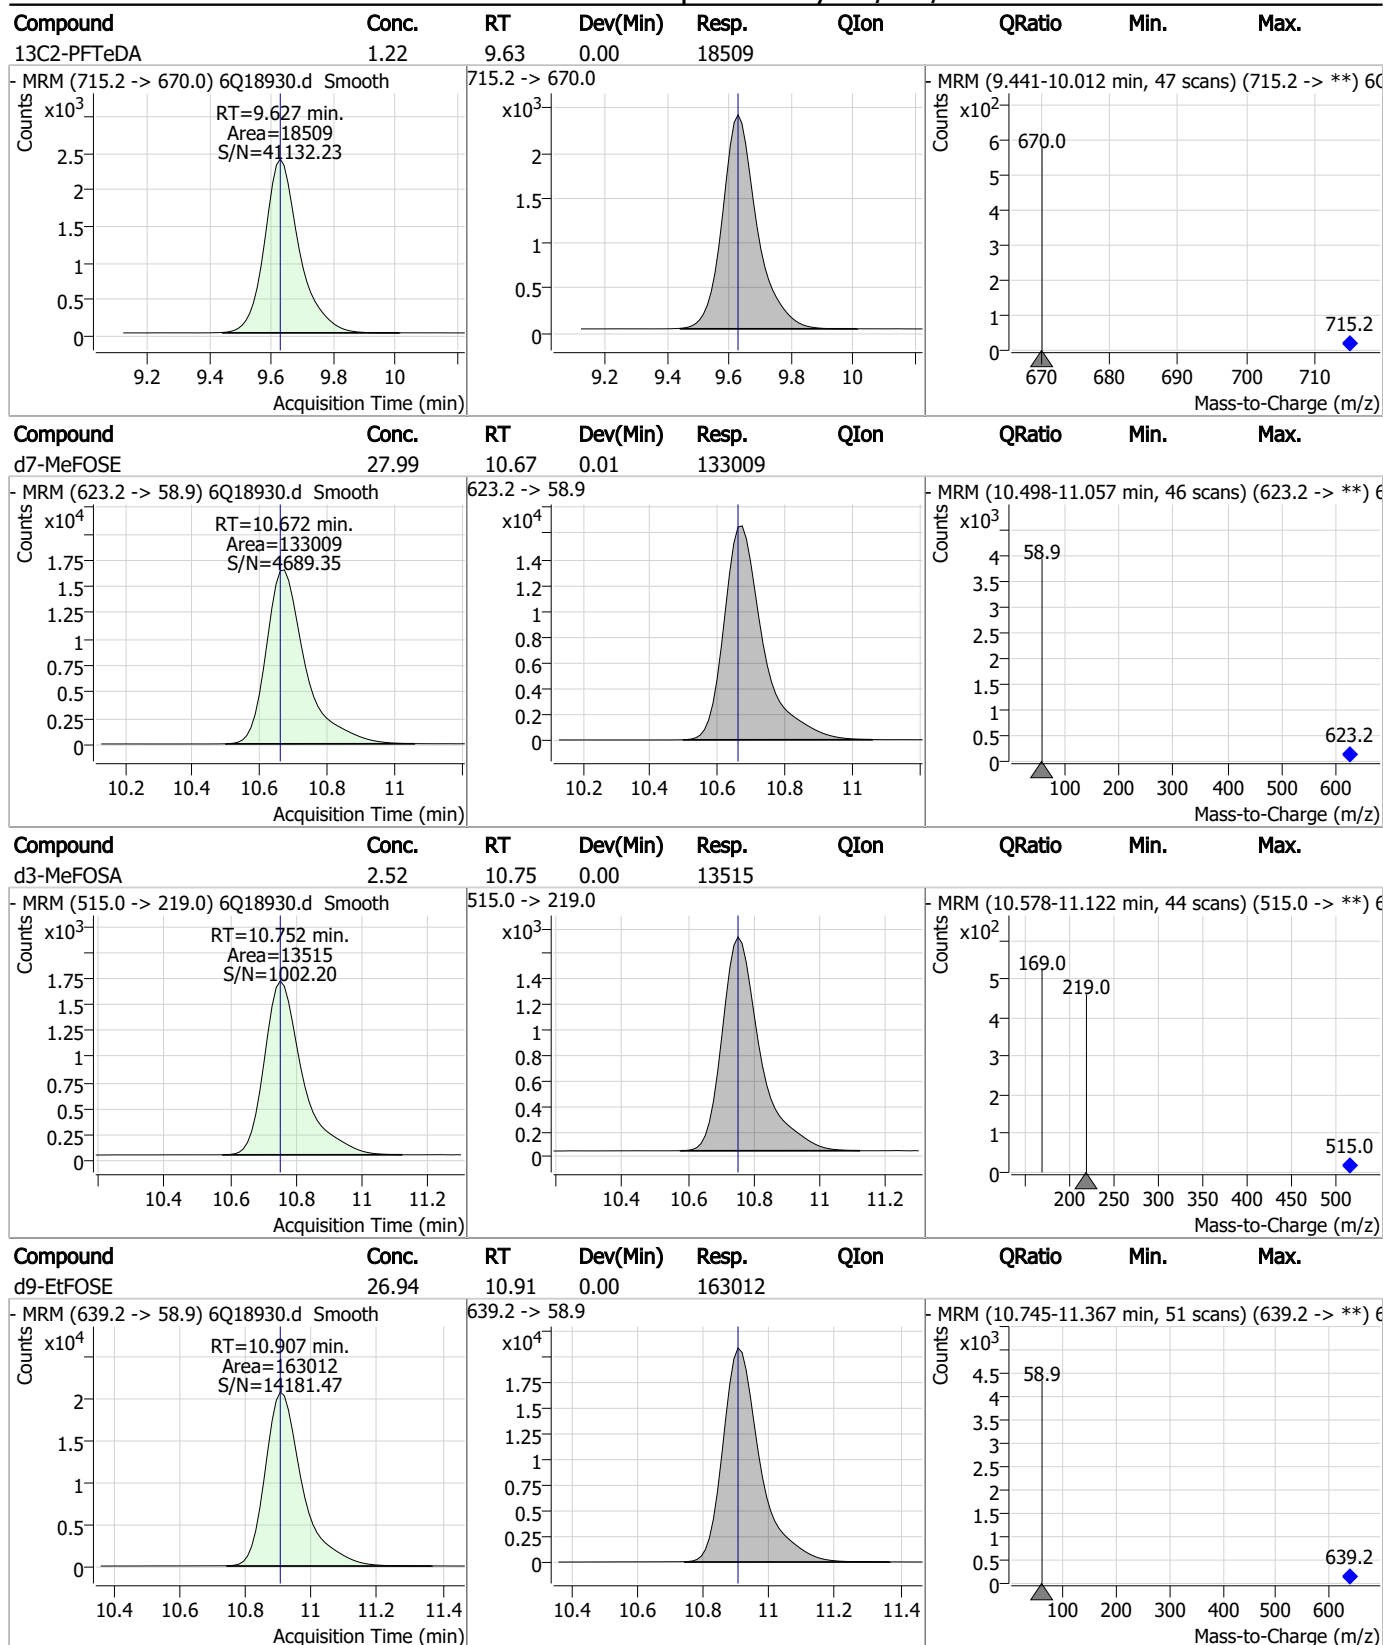 Compound Conc. RT Dev(Min) Resp. QIon QRatio Min. Max.
13C2-PFTeDA 1.22 9.63 0.00 18509
- MRM (715.2 -> 670.0) 6Q18930.d Smooth
Counts
x10³
RT=9.627 min.
Area=18509
S/N=41132.23
2.5
2
1.5
1
0.5
0
9.2 9.4 9.6 9.8 10
Acquisition Time (min)
715.2 -> 670.0
x10³
2
1.5
1
0.5
0
9.2 9.4 9.6 9.8 10
- MRM (9.441-10.012 min, 47 scans) (715.2 -> **)
Counts
x10²
6
5
4
3
2
1
0
670.0
715.2
670 680 690 700 710
Mass-to-Charge (m/z)
Compound Conc. RT Dev(Min) Resp. QIon QRatio Min. Max.
d7-MeFOSE 27.99 10.67 0.01 133009
- MRM (623.2 -> 58.9) 6Q18930.d Smooth
Counts
x10⁴
RT=10.672 min.
Area=133009
S/N=4689.35
1.75
1.5
1.25
1
0.75
0.5
0.25
0
10.2 10.4 10.6 10.8 11
Acquisition Time (min)
623.2 -> 58.9
x10⁴
1.4
1.2
1
0.8
0.6
0.4
0.2
0
10.2 10.4 10.6 10.8 11
- MRM (10.498-11.057 min, 46 scans) (623.2 -> **)
Counts
x10³
4
3.5
3
2.5
2
1.5
1
0.5
0
58.9
623.2
100 200 300 400 500 600
Mass-to-Charge (m/z)
Compound Conc. RT Dev(Min) Resp. QIon QRatio Min. Max.
d3-MeFOSA 2.52 10.75 0.00 13515
- MRM (515.0 -> 219.0) 6Q18930.d Smooth
Counts
x10³
RT=10.752 min.
Area=13515
S/N=1002.20
1.75
1.5
1.25
1
0.75
0.5
0.25
0
10.4 10.6 10.8 11 11.2
Acquisition Time (min)
515.0 -> 219.0
x10³
1.4
1.2
1
0.8
0.6
0.4
0.2
0
10.4 10.6 10.8 11 11.2
- MRM (10.578-11.122 min, 44 scans) (515.0 -> **)
Counts
x10²
5
4
3
2
1
0
169.0
219.0
515.0
200 250 300 350 400 450 500
Mass-to-Charge (m/z)
Compound Conc. RT Dev(Min) Resp. QIon QRatio Min. Max.
d9-EtFOSE 26.94 10.91 0.00 163012
- MRM (639.2 -> 58.9) 6Q18930.d Smooth
Counts
x10⁴
RT=10.907 min.
Area=163012
S/N=14181.47
2
1.5
1
0.5
0
10.4 10.6 10.8 11 11.2 11.4
Acquisition Time (min)
639.2 -> 58.9
x10⁴
1.75
1.5
1.25
1
0.75
0.5
0.25
0
10.4 10.6 10.8 11 11.2 11.4
- MRM (10.745-11.367 min, 51 scans) (639.2 -> **)
Counts
x10³
4.5
4
3.5
3
2.5
2
1.5
1
0.5
0
58.9
639.2
100 200 300 400 500 600
Mass-to-Charge (m/z)